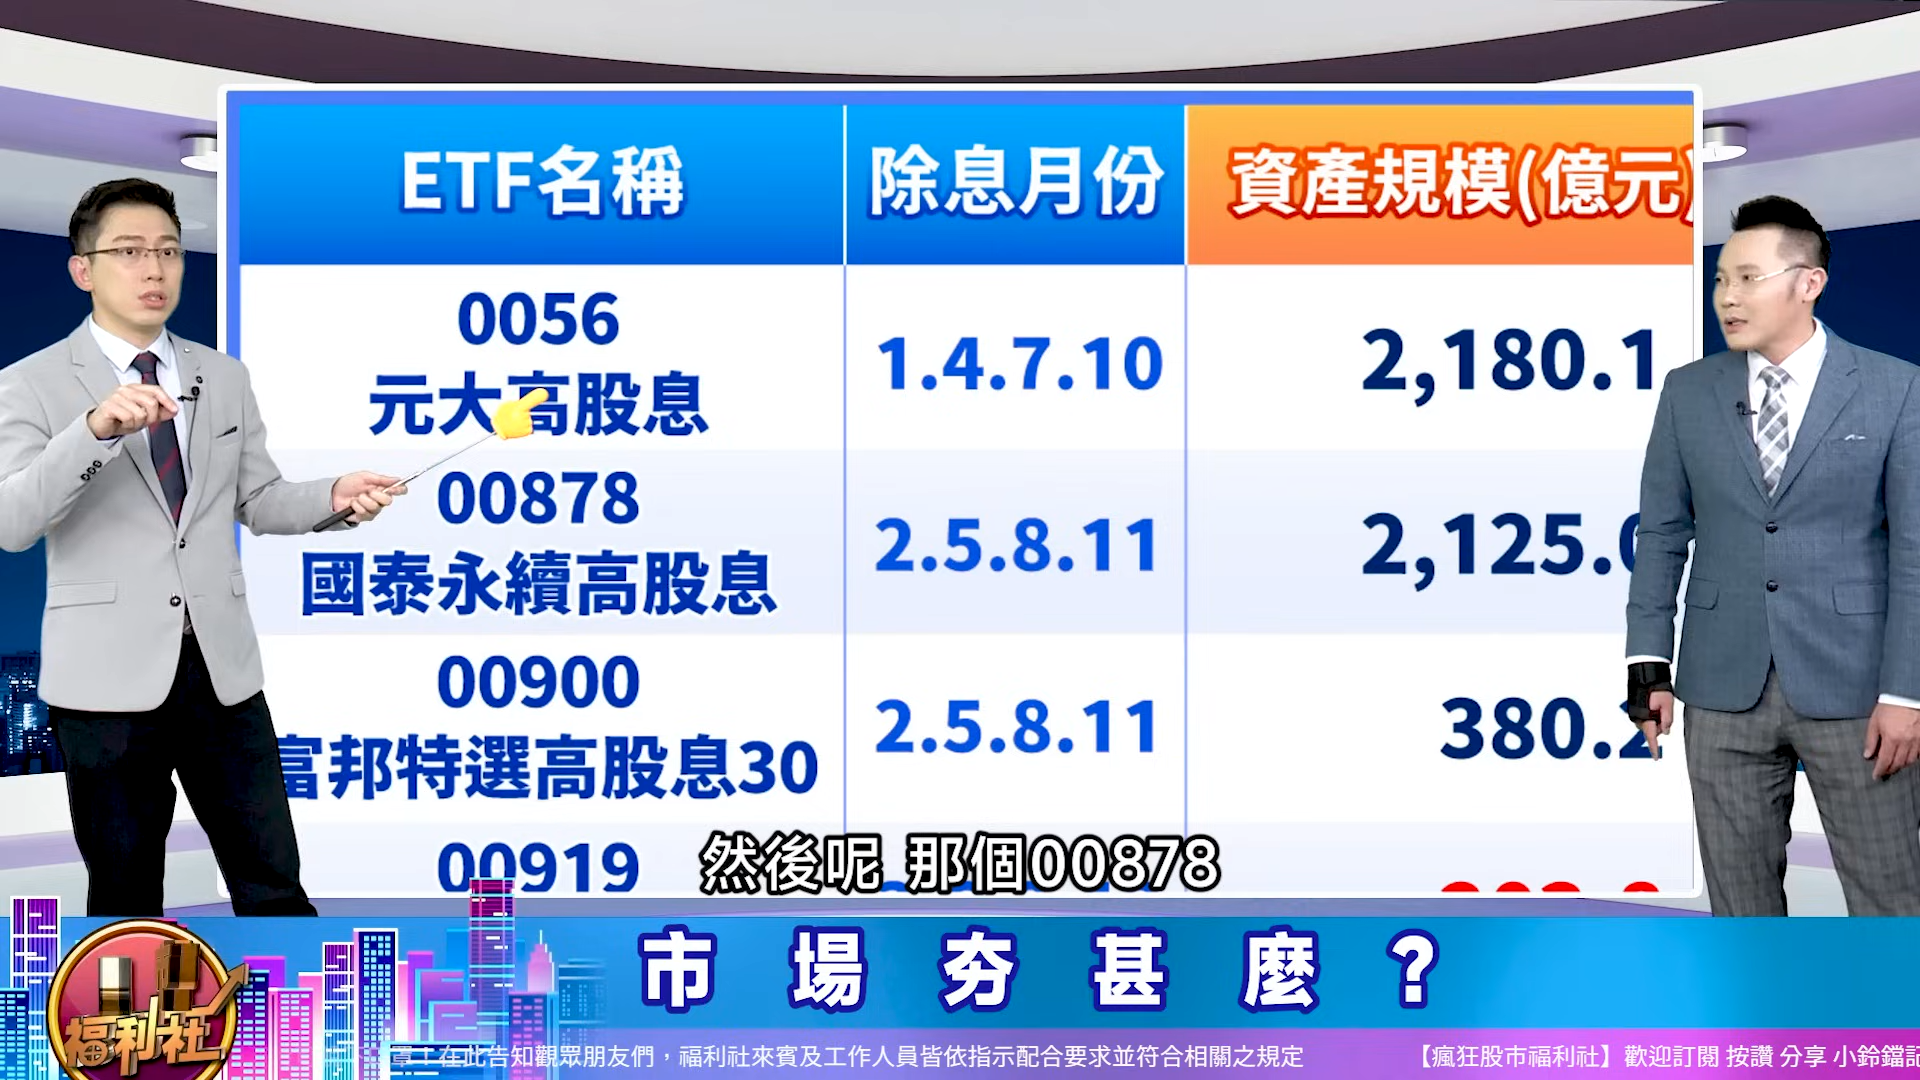 ETF名稱 除息月份 資產規模(億元)
0056
元大高股息
1.4.7.10
2,180.1
00878
國泰永續高股息
2.5.8.11
2,125.0
00900
富邦特選高股息30
2.5.8.11
380.2
00919
然後呢 那個00878
市場夯甚麼?
福利社
罩!在此告知觀眾朋友們,福利社來賓及工作人員皆依指示配合要求並符合相關之規定 【瘋狂股市福利社】歡迎訂閱 按讚 分享 小鈴鐺